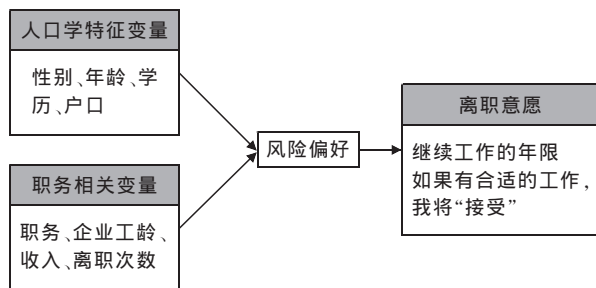 人口学特征变量
性别、年龄、学
历、户口
职务相关变量
职务、企业工龄、
收入、离职次数
风险偏好
离职意愿
继续工作的年限
如果有合适的工作,
我将“接受”